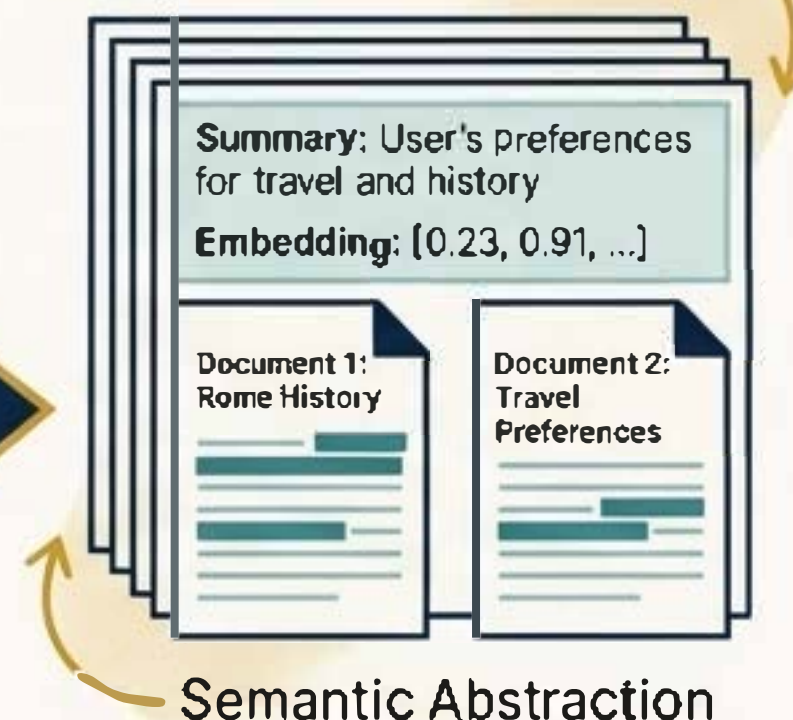 Summary: User's preferences
for travel and history
Embedding: [0.23, 0.91, ...]
Document 1:
Rome History
Document 2:
Travel
Preferences
Semantic Abstraction